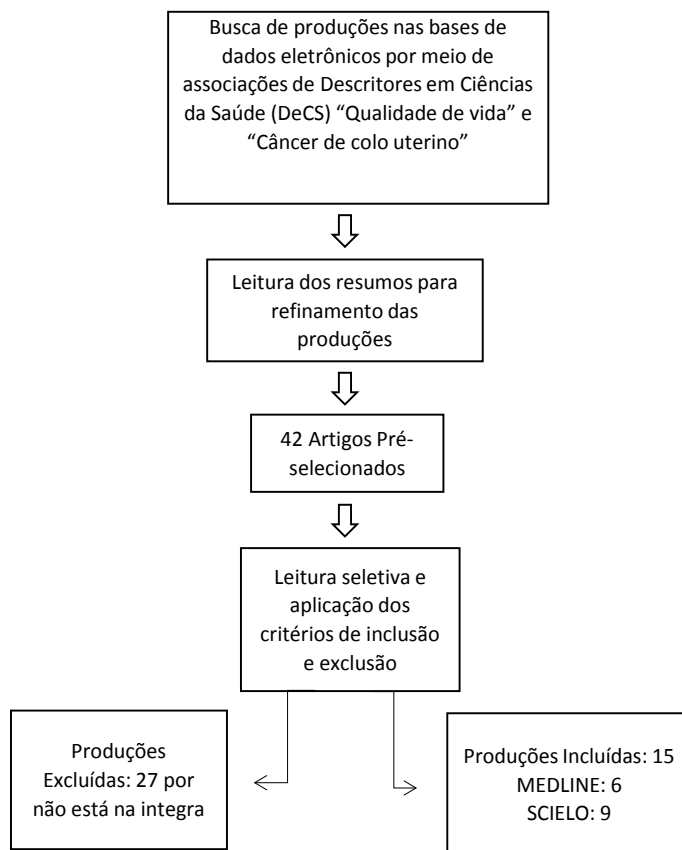 Busca de produções nas bases de
dados eletrônicos por meio de
associações de Descritores em Ciências
da Saúde (DeCS) “Qualidade de vida” e
“Câncer de colo uterino”
Leitura dos resumos para
refinamento das
produções
42 Artigos Pré-
selecionados
Leitura seletiva e
aplicação dos
critérios de inclusão
e exclusão
Produções
Excluídas: 27 por
não está na integra
Produções Incluídas: 15
MEDLINE: 6
SCIELO: 9